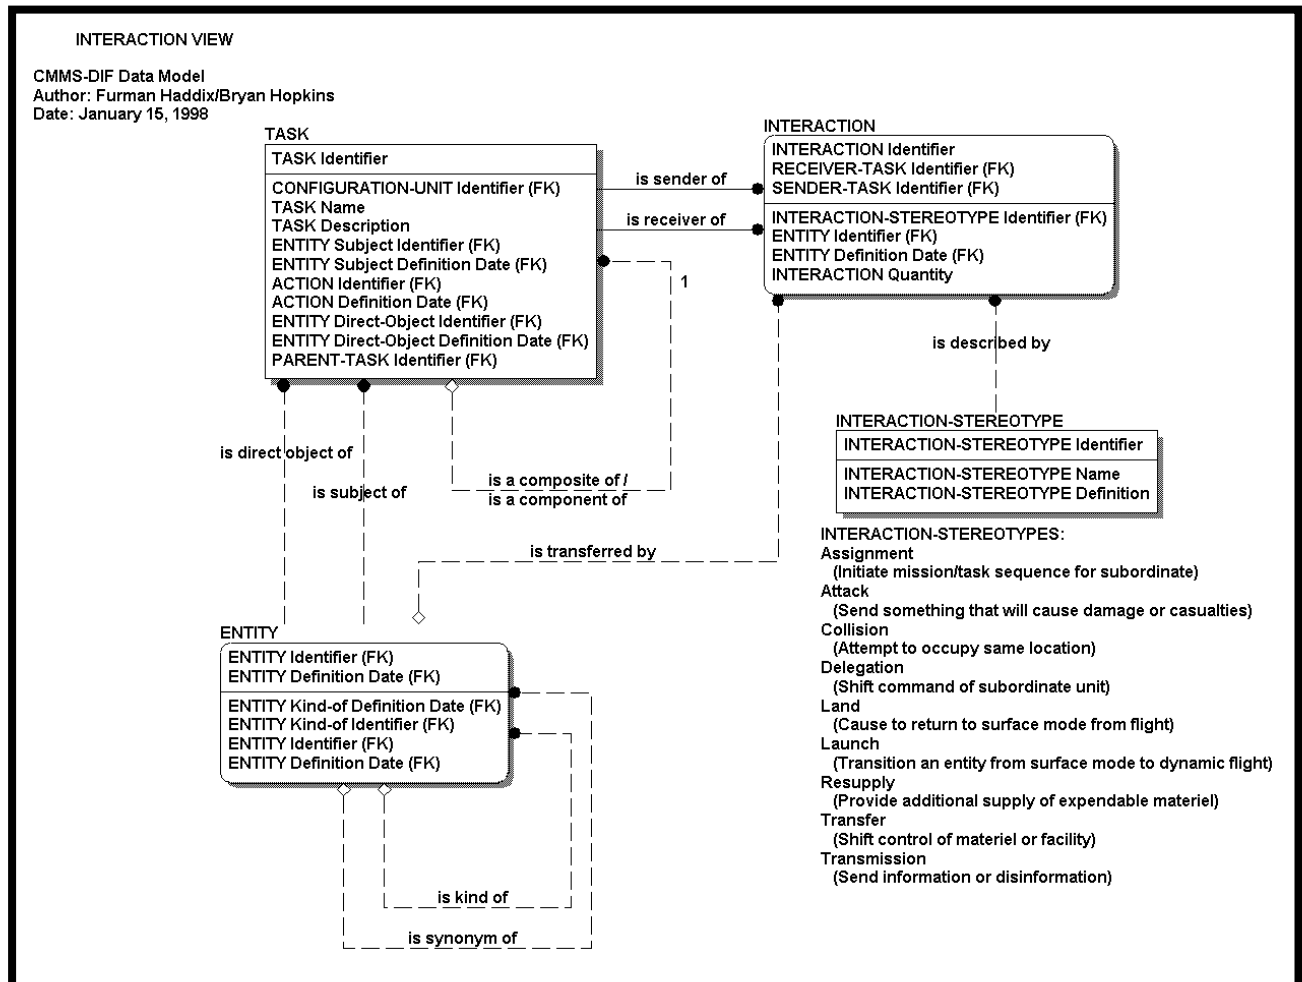 INTERACTION VIEW
CMMS-DIF Data Model
Author: Furman Haddix/Bryan Hopkins
Date: January 15, 1998
TASK
TASK Identifier
CONFIGURATION-UNIT Identifier (FK)
TASK Name
TASK Description
ENTITY Subject Identifier (FK)
ENTITY Subject Definition Date (FK)
ACTION Identifier (FK)
ACTION Definition Date (FK)
ENTITY Direct-Object Identifier (FK)
ENTITY Direct-Object Definition Date (FK)
PARENT-TASK Identifier (FK)
is sender of
is receiver of
1
INTERACTION
INTERACTION Identifier
RECEIVER-TASK Identifier (FK)
SENDER-TASK Identifier (FK)
INTERACTION-STEREOTYPE Identifier (FK)
ENTITY Identifier (FK)
ENTITY Definition Date (FK)
INTERACTION Quantity
is described by
is direct object of
is subject of
is a composite of /
is a component of
is transferred by
INTERACTION-STEREOTYPE
INTERACTION-STEREOTYPE Identifier
INTERACTION-STEREOTYPE Name
INTERACTION-STEREOTYPE Definition
INTERACTION-STEREOTYPES:
Assignment
(Initiate mission/task sequence for subordinate)
Attack
(Send something that will cause damage or casualties)
Collision
(Attempt to occupy same location)
Delegation
(Shift command of subordinate unit)
Land
(Cause to return to surface mode from flight)
Launch
(Transition an entity from surface mode to dynamic flight)
Resupply
(Provide additional supply of expendable materiel)
Transfer
(Shift control of materiel or facility)
Transmission
(Send information or disinformation)
ENTITY
ENTITY Identifier (FK)
ENTITY Definition Date (FK)
ENTITY Kind-of Definition Date (FK)
ENTITY Kind-of Identifier (FK)
ENTITY Identifier (FK)
ENTITY Definition Date (FK)
is kind of
is synonym of